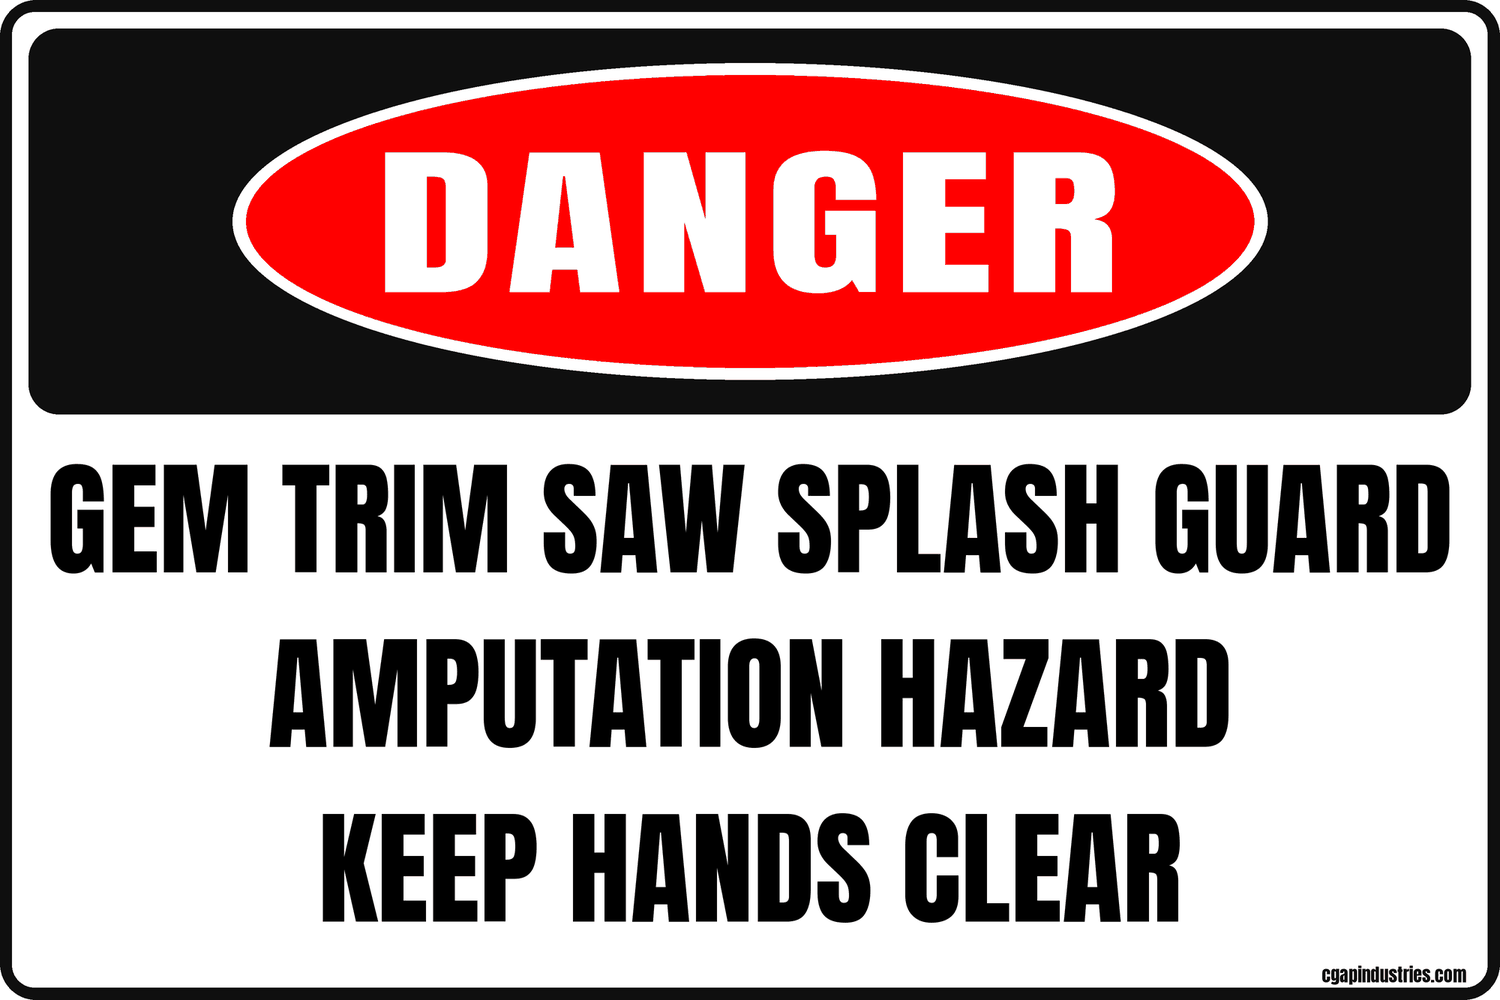 DANGER
GEM TRIM SAW SPLASH GUARD
AMPUTATION HAZARD
KEEP HANDS CLEAR
cgapindustries.com